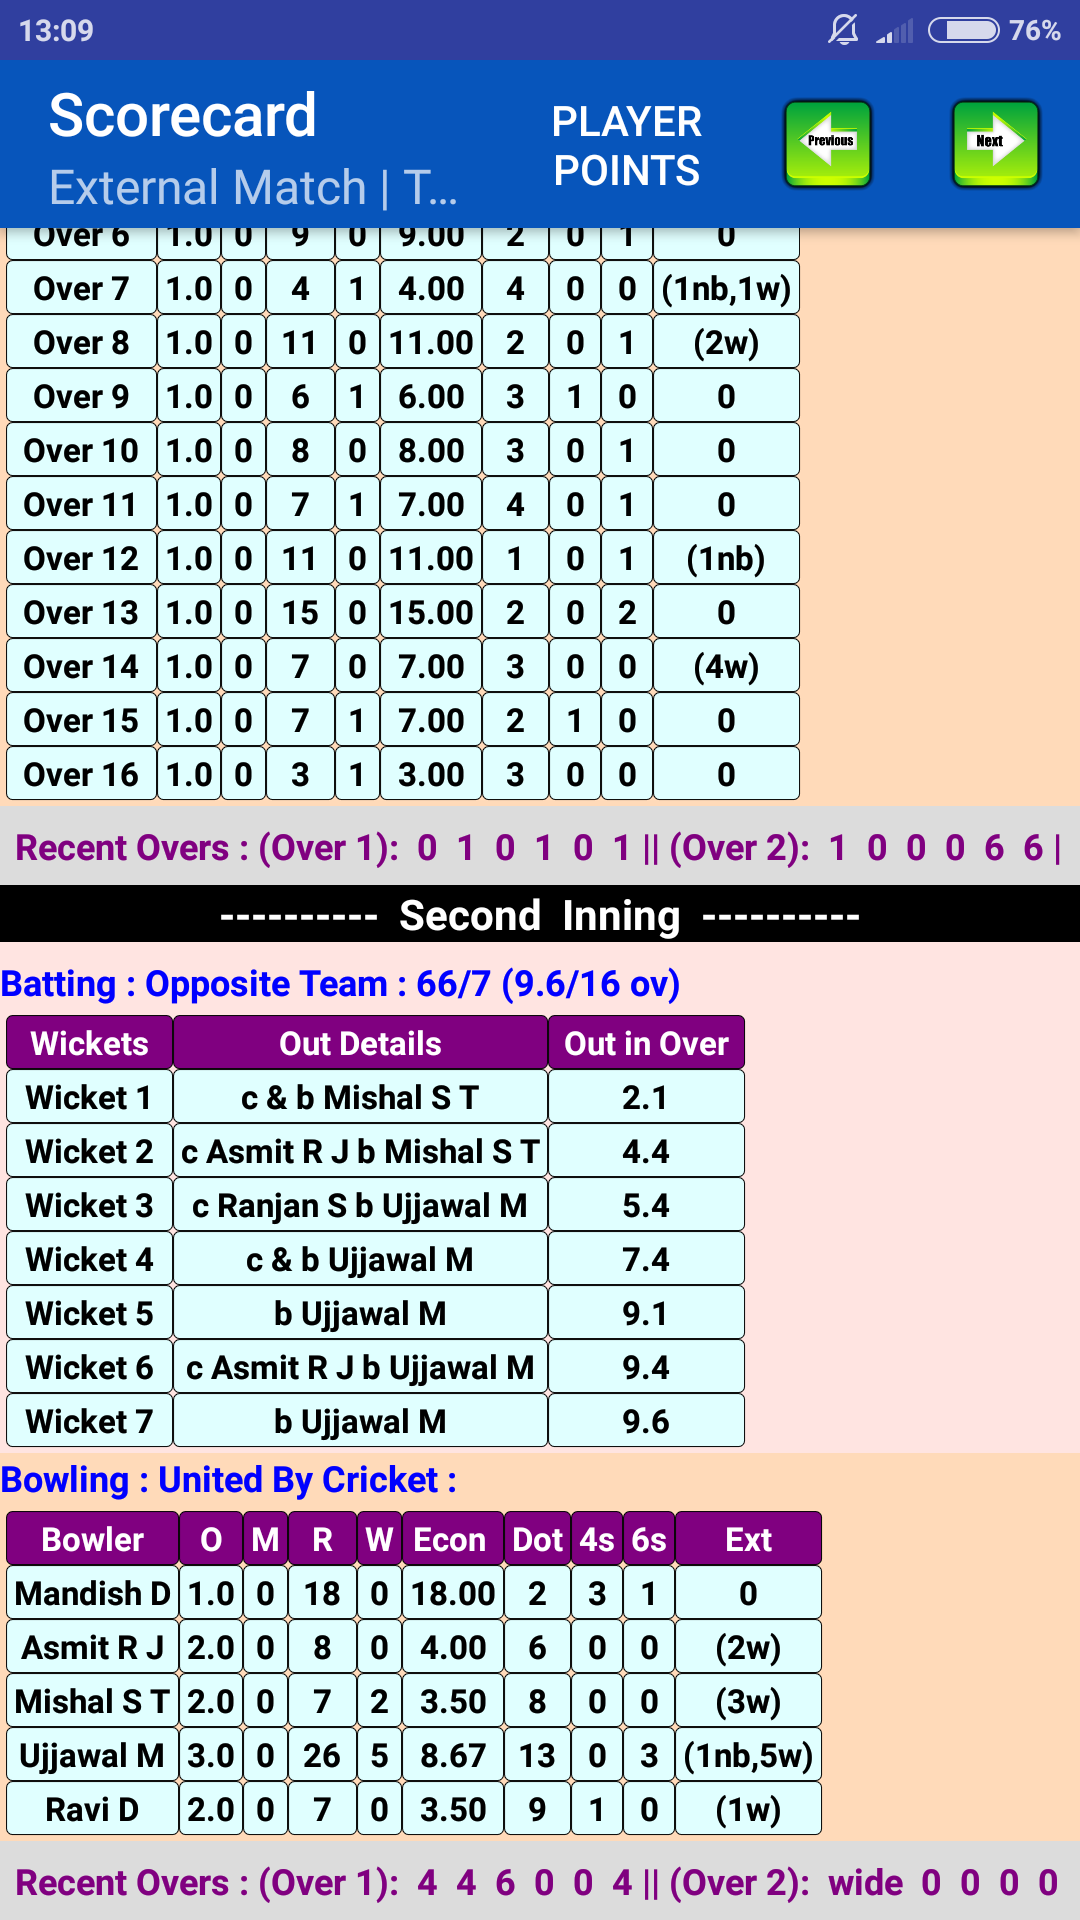 13:09 76%
Scorecard
External Match | T...
PLAYER
POINTS
Previous
Next
Over 6 1.0 0 9 0 9.00 2 0 1 0
Over 7 1.0 0 4 1 4.00 4 0 0 (1nb,1w)
Over 8 1.0 0 11 0 11.00 2 0 1 (2w)
Over 9 1.0 0 6 1 6.00 3 1 0 0
Over 10 1.0 0 8 0 8.00 3 0 1 0
Over 11 1.0 0 7 1 7.00 4 0 1 0
Over 12 1.0 0 11 0 11.00 1 0 1 (1nb)
Over 13 1.0 0 15 0 15.00 2 0 2 0
Over 14 1.0 0 7 0 7.00 3 0 0 (4w)
Over 15 1.0 0 7 1 7.00 2 1 0 0
Over 16 1.0 0 3 1 3.00 3 0 0 0
Recent Overs : (Over 1): 0 1 0 1 0 1 || (Over 2): 1 0 0 0 6 6 |
---------- Second Inning ----------
Batting : Opposite Team : 66/7 (9.6/16 ov)
Wickets Out Details Out in Over
Wicket 1 c & b Mishal S T 2.1
Wicket 2 c Asmit R J b Mishal S T 4.4
Wicket 3 c Ranjan S b Ujjawal M 5.4
Wicket 4 c & b Ujjawal M 7.4
Wicket 5 b Ujjawal M 9.1
Wicket 6 c Asmit R J b Ujjawal M 9.4
Wicket 7 b Ujjawal M 9.6
Bowling : United By Cricket :
Bowler O M R W Econ Dot 4s 6s Ext
Mandish D 1.0 0 18 0 18.00 2 3 1 0
Asmit R J 2.0 0 8 0 4.00 6 0 0 (2w)
Mishal S T 2.0 0 7 2 3.50 8 0 0 (3w)
Ujjawal M 3.0 0 26 5 8.67 13 0 3 (1nb,5w)
Ravi D 2.0 0 7 0 3.50 9 1 0 (1w)
Recent Overs : (Over 1): 4 4 6 0 0 4 || (Over 2): wide 0 0 0 0